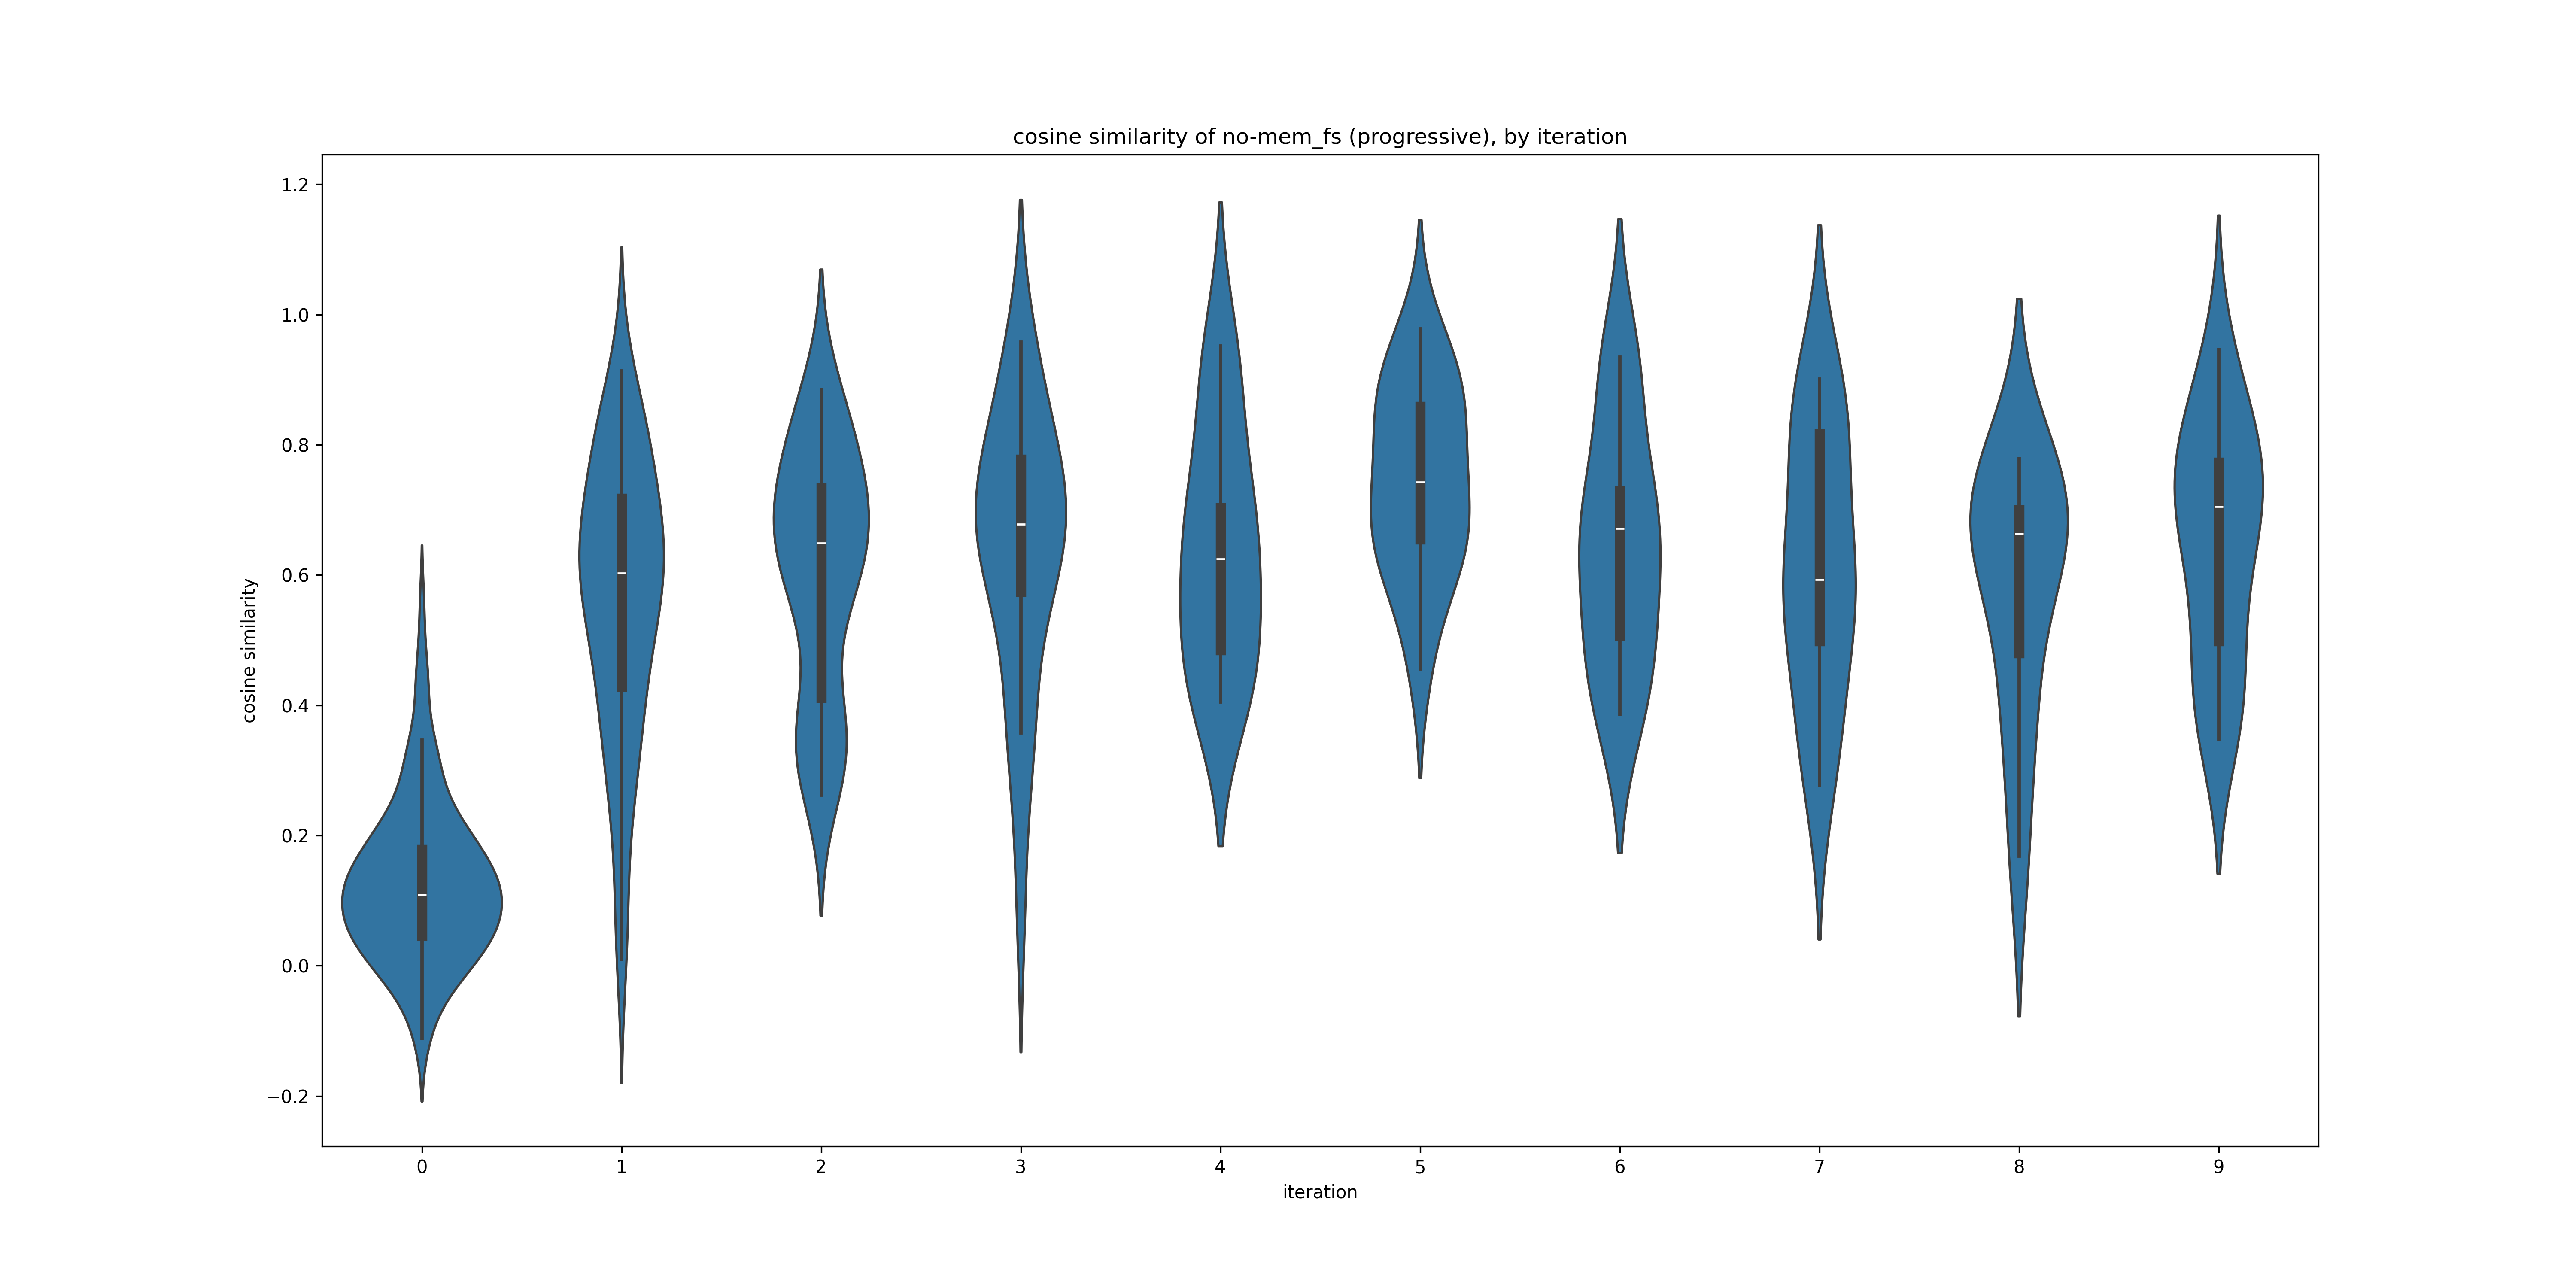 cosine similarity of no-mem_fs (progressive), by iteration
1.2
1.0
0.8
0.6
0.4
0.2
0.0
−0.2
cosine similarity
0 1 2 3 4 5 6 7 8 9
iteration